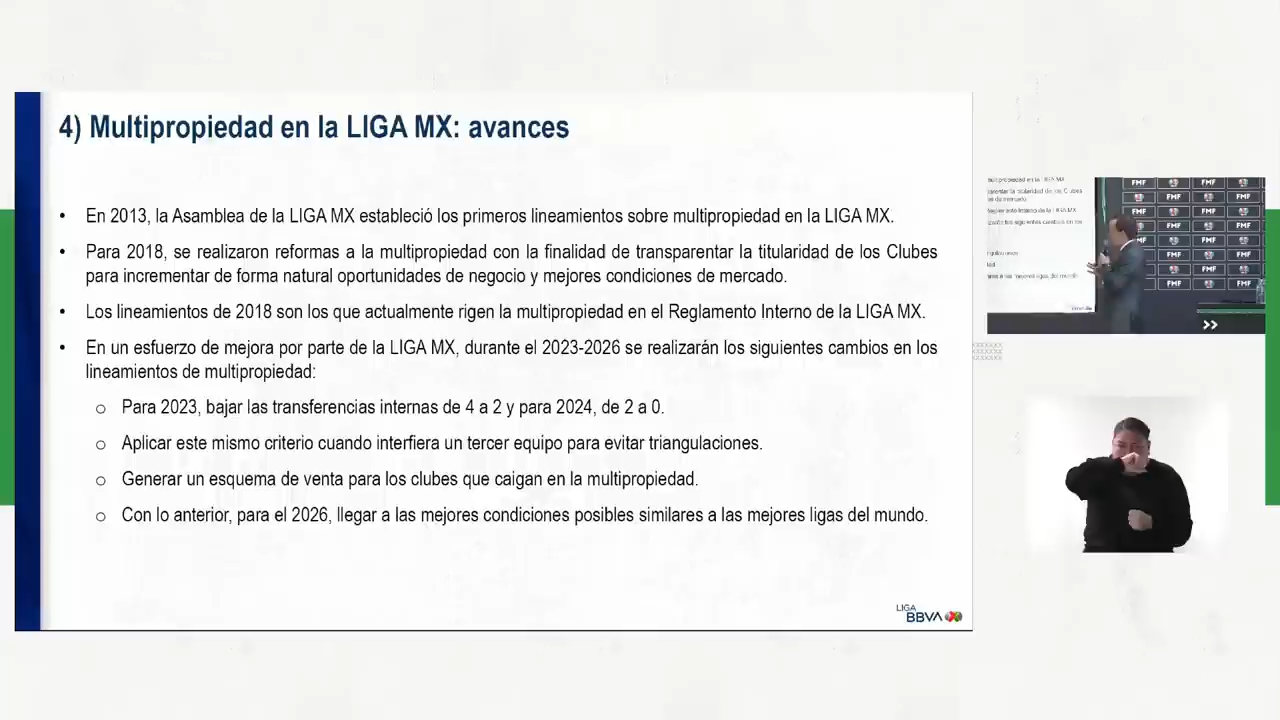 4) Multipropiedad en la LIGA MX: avances
• En 2013, la Asamblea de la LIGA MX estableció los primeros lineamientos sobre multipropiedad en la LIGA MX.
• Para 2018, se realizaron reformas a la multipropiedad con la finalidad de transparentar la titularidad de los Clubes
para incrementar de forma natural oportunidades de negocio y mejores condiciones de mercado.
• Los lineamientos de 2018 son los que actualmente rigen la multipropiedad en el Reglamento Interno de la LIGA MX.
• En un esfuerzo de mejora por parte de la LIGA MX, durante el 2023-2026 se realizarán los siguientes cambios en los
lineamientos de multipropiedad:
o Para 2023, bajar las transferencias internas de 4 a 2 y para 2024, de 2 a 0.
o Aplicar este mismo criterio cuando interfiera un tercer equipo para evitar triangulaciones.
o Generar un esquema de venta para los clubes que caigan en la multipropiedad.
o Con lo anterior, para el 2026, llegar a las mejores condiciones posibles similares a las mejores ligas del mundo.
LIGA
BBVA
FMF FMF
FMF FMF
FMF FMF
FMF
FMF FMF